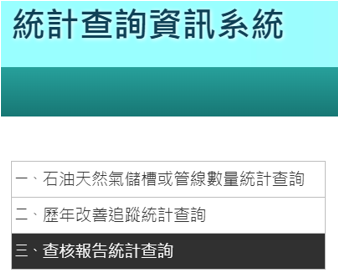 統計查詢資訊系統
一、石油天然氣儲槽或管線數量統計查詢
二、歷年改善追蹤統計查詢
三、查核報告統計查詢